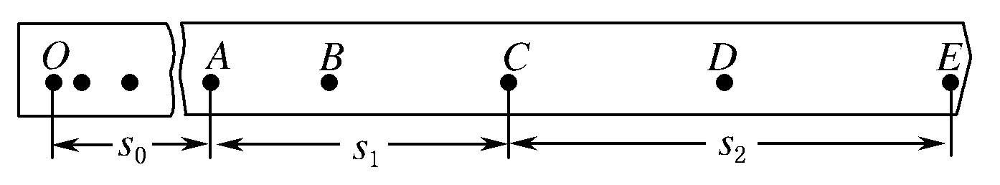 O A B C D E
s₀ s₁ s₂